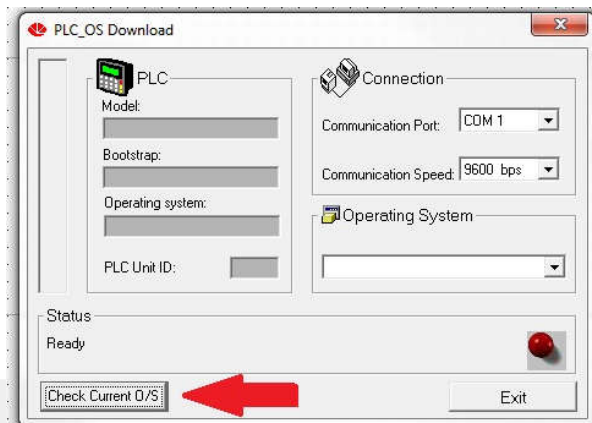 PLC_OS Download
PLC
Model:
Bootstrap:
Operating system:
PLC Unit ID:
Connection
Communication Port: COM 1
Communication Speed: 9600 bps
Operating System
Status
Ready
Check Current O/S
Exit